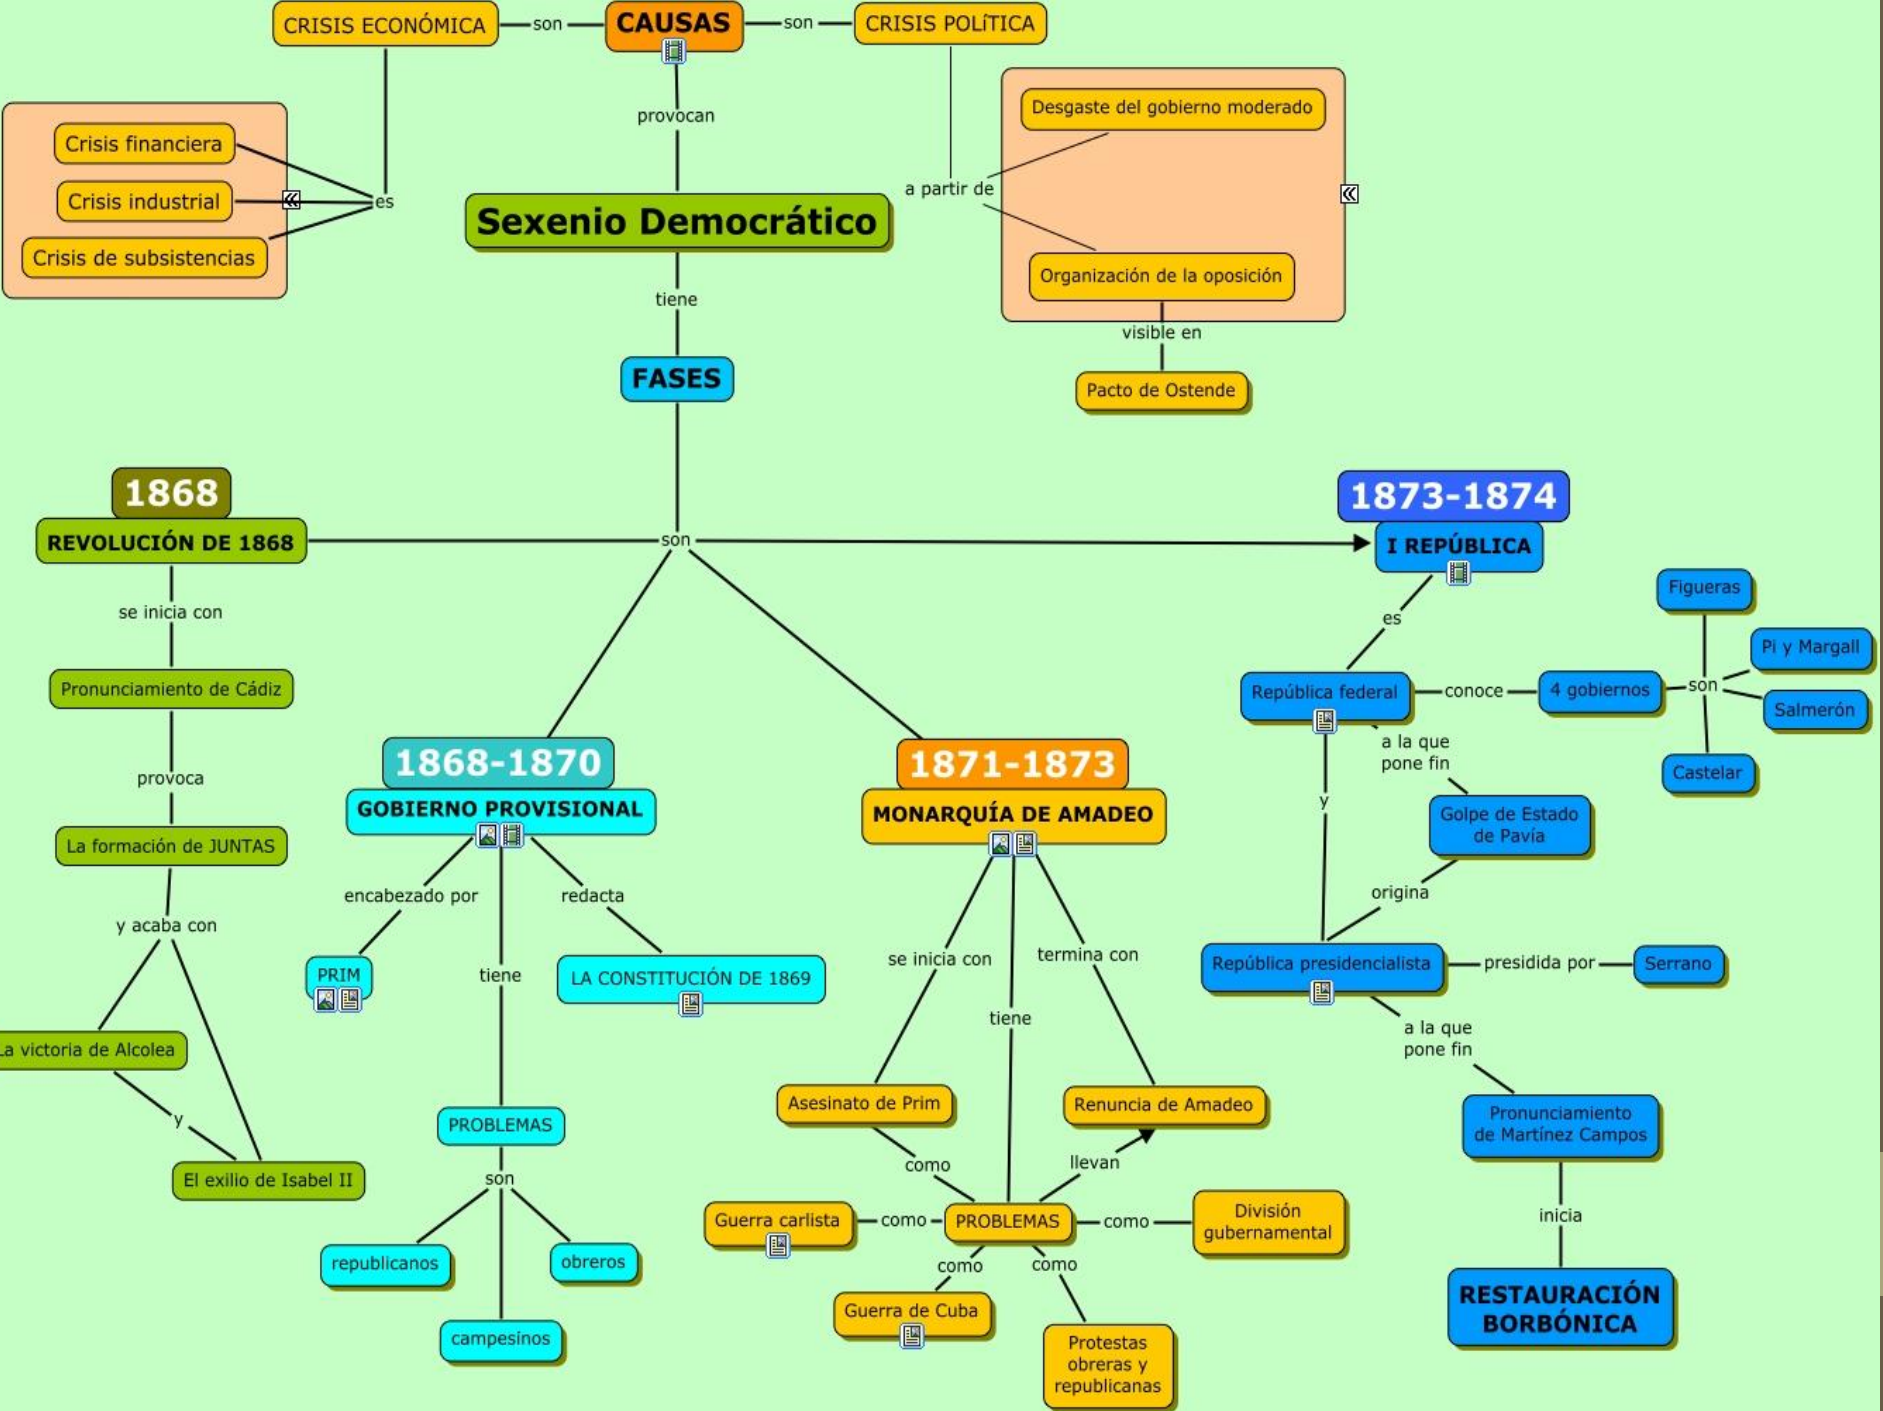 CRISIS ECONÓMICA
son
CAUSAS
son
CRISIS POLíTICA
provocan
Desgaste del gobierno moderado
Crisis financiera
Crisis industrial
es
Crisis de subsistencias
a partir de
Sexenio Democrático
Organización de la oposición
visible en
Pacto de Ostende
tiene
FASES
son
1868
REVOLUCIÓN DE 1868
se inicia con
Pronunciamiento de Cádiz
provoca
La formación de JUNTAS
y acaba con
La victoria de Alcolea
y
El exilio de Isabel II
1868-1870
GOBIERNO PROVISIONAL
encabezado por
redacta
PRIM
tiene
LA CONSTITUCIÓN DE 1869
PROBLEMAS
son
republicanos
obreros
campesinos
1871-1873
MONARQUÍA DE AMADEO
se inicia con
termina con
tiene
Asesinato de Prim
Renuncia de Amadeo
como
llevan
Guerra carlista
como
PROBLEMAS
como
División
gubernamental
como
como
Guerra de Cuba
Protestas
obreras y
republicanas
1873-1874
I REPÚBLICA
es
República federal
conoce
4 gobiernos
son
Figueras
Pi y Margall
Salmerón
Castelar
a la que
pone fin
y
Golpe de Estado
de Pavía
origina
República presidencialista
presidida por
Serrano
a la que
pone fin
Pronunciamiento
de Martínez Campos
inicia
RESTAURACIÓN
BORBÓNICA